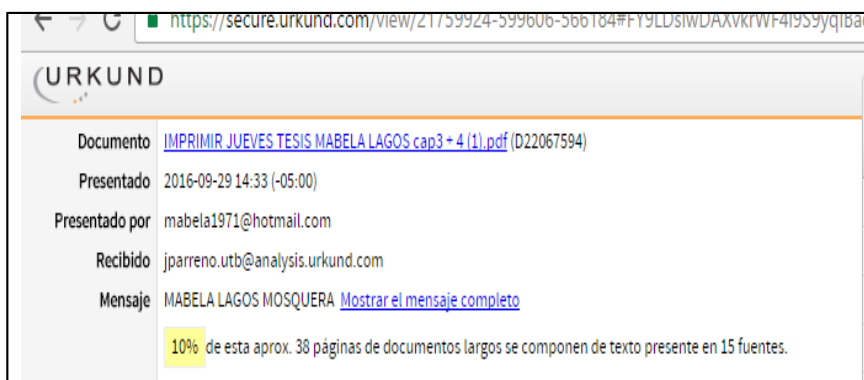 https://secure.urkund.com/view/21759924-599606-566184#FY9LDsIwDAXvkrWF4I9S9yqIBa
URKUND
Documento IMPRIMIR JUEVES TESIS MABELA LAGOS cap3 + 4 (1).pdf (D22067594)
Presentado 2016-09-29 14:33 (-05:00)
Presentado por mabela1971@hotmail.com
Recibido jparreno.utb@analysis.urkund.com
Mensaje MABELA LAGOS MOSQUERA Mostrar el mensaje completo
10% de esta aprox. 38 páginas de documentos largos se componen de texto presente en 15 fuentes.